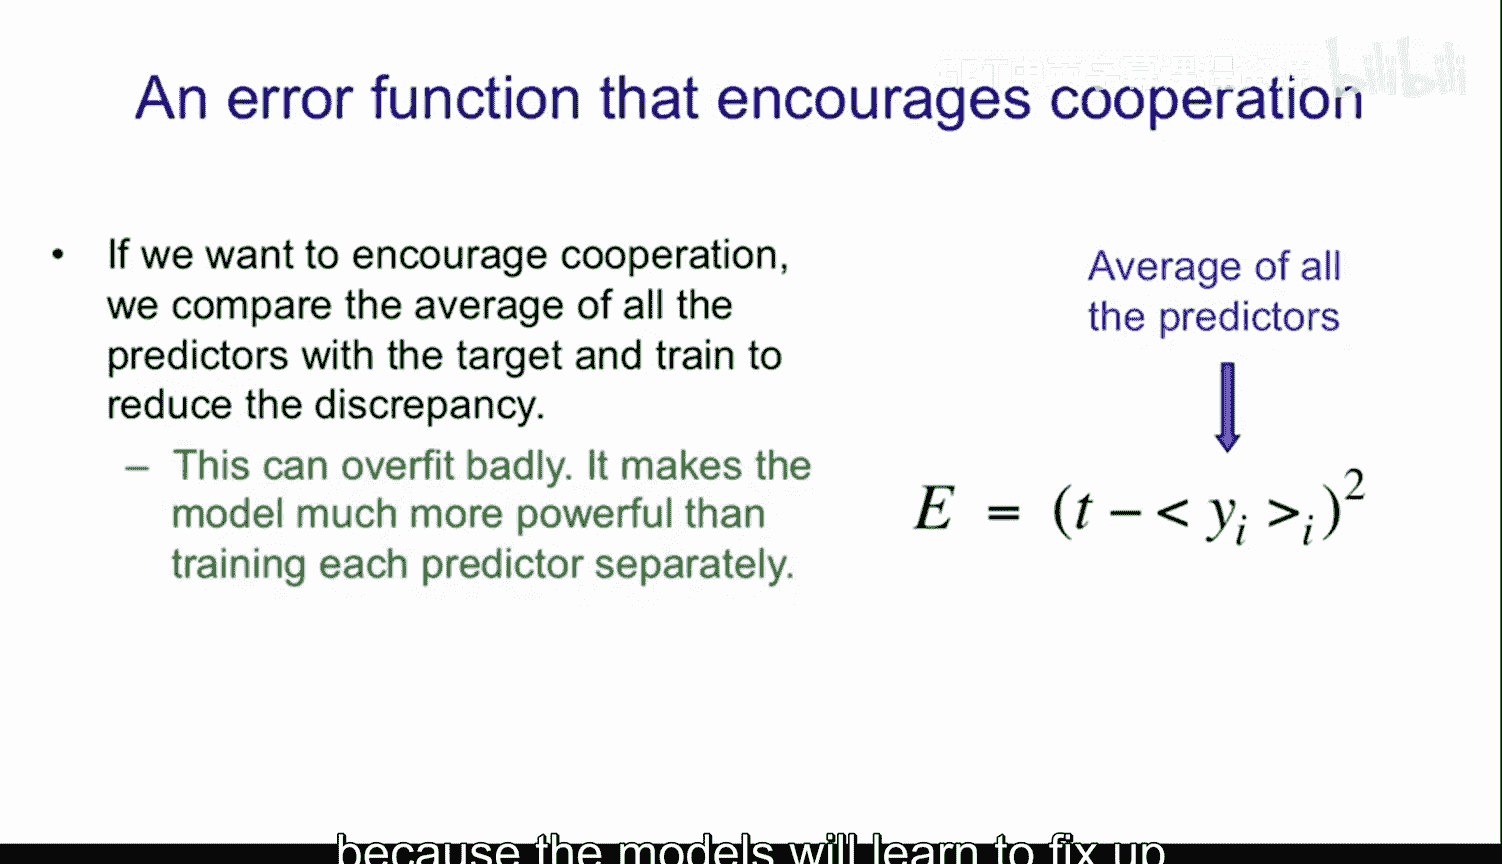 An error function that encourages cooperation
• If we want to encourage cooperation,
we compare the average of all the
predictors with the target and train to
reduce the discrepancy.
– This can overfit badly. It makes the
model much more powerful than
training each predictor separately.
Average of all
the predictors
E = (t − < y_i >_i)^2
bilibili
because the models will learn to fix up